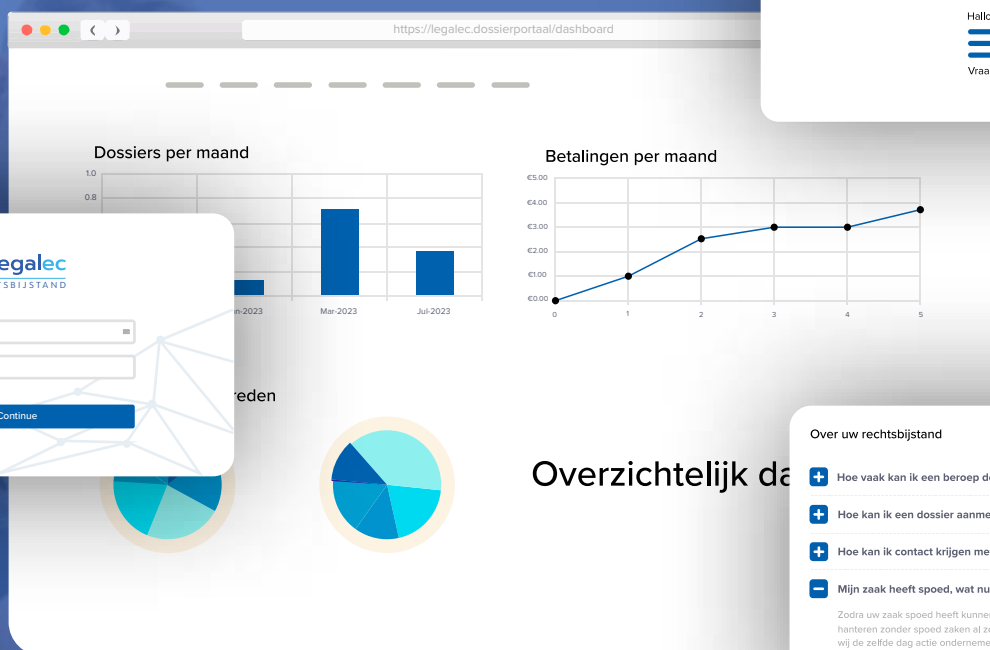 https://legalec.dossierportaal/dashboard
Dossiers per maand
1.0
0.8
Mar-2023
Jul-2023
Betalingen per maand
€5.00
€4.00
€3.00
€2.00
€1.00
€0.00
0 1 2 3 4 5
egalec
TSBIJSTAND
Continue
reden
Overzichtelijk da
Over uw rechtsbijstand
Hoe vaak kan ik een beroep d
Hoe kan ik een dossier aanme
Hoe kan ik contact krijgen me
Mijn zaak heeft spoed, wat nu
Zodra uw zaak spoed heeft kunne
hanteren zonder spoed zaken al z
wij de zelfde dag actie onderneme
Hallo
Vraa